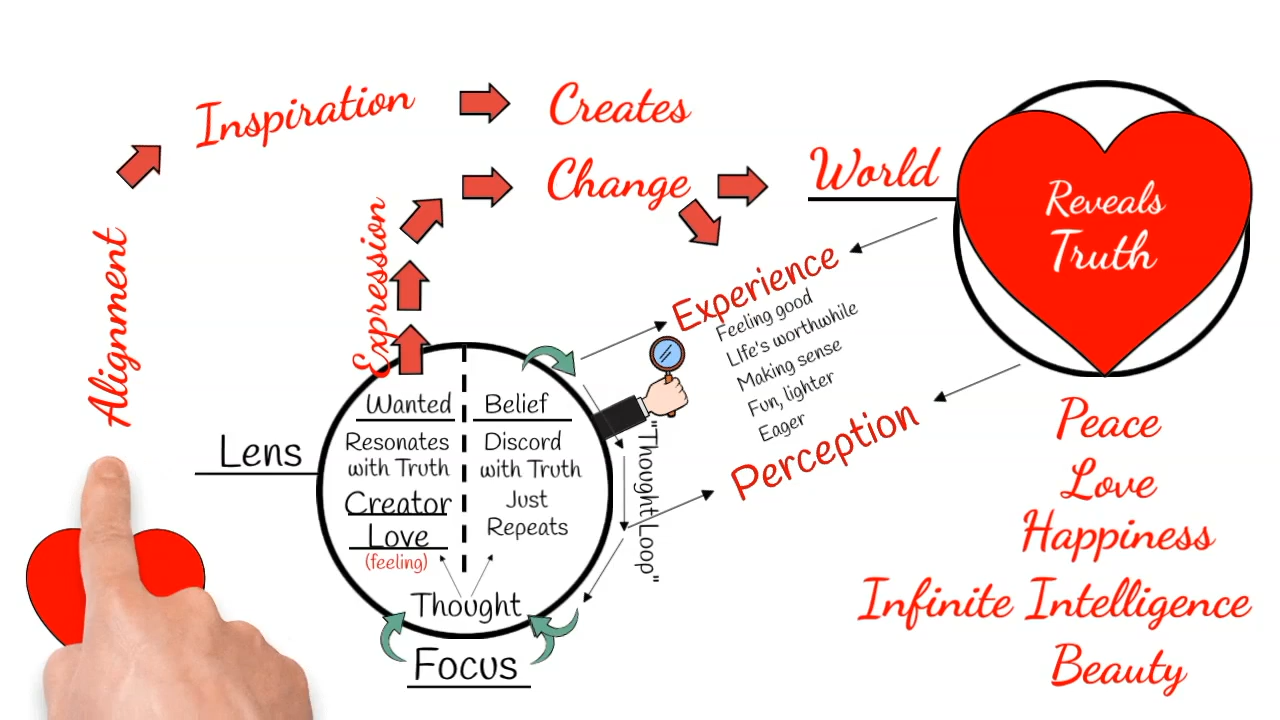 Inspiration
Creates
Change
World
Alignment
Expression
Reveals
Truth
Experience
Feeling good
LIfe's worthwhile
Making sense
Fun, lighter
Eager
Perception
Lens
Wanted
Resonates
with Truth
Creator
Love
(feeling)
Belief
Discord
with Truth
Just
Repeats
Thought
Focus
"Thought Loop"
Peace
Love
Happiness
Infinite Intelligence
Beauty